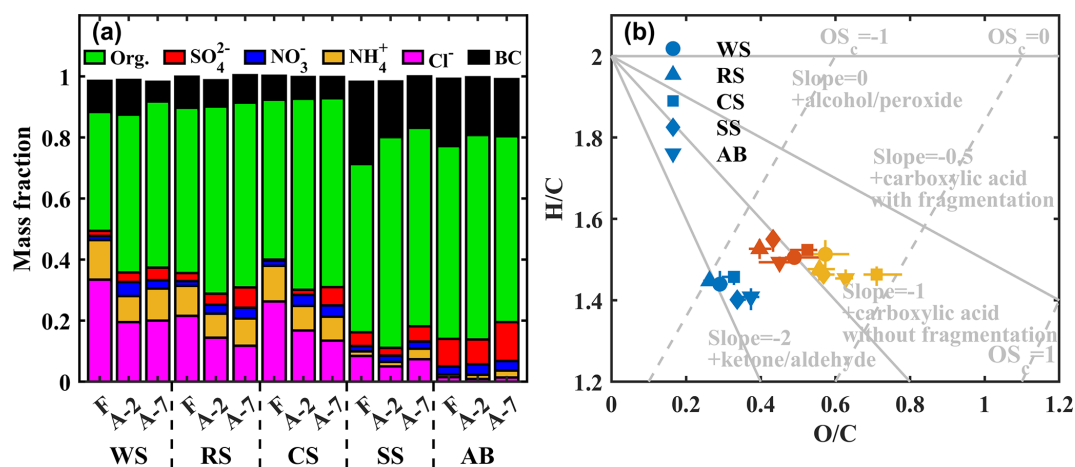 (a)
Org. SO₄²⁻ NO₃⁻ NH₄⁺ Cl⁻ BC
Mass fraction
1
0.8
0.6
0.4
0.2
0
F A-2 A-7 F A-2 A-7 F A-2 A-7 F A-2 A-7 F A-2 A-7
WS RS CS SS AB
(b)
OSc=-1 OSc=0
WS
RS
CS
SS
AB
Slope=0
+alcohol/peroxide
Slope=-0.5
+carboxylic acid
with fragmentation
Slope=-1
+carboxylic acid
without fragmentation
Slope=-2
+ketone/aldehyde
OSc=1
H/C
2
1.8
1.6
1.4
1.2
0 0.2 0.4 0.6 0.8 1 1.2
O/C